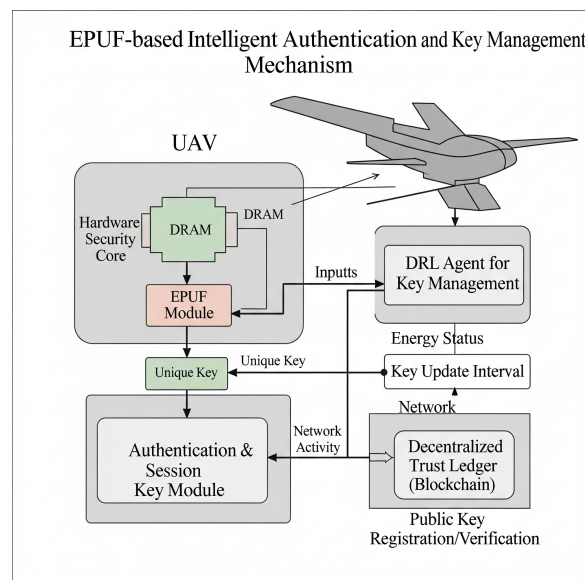 EPUF-based Intelligent Authentication and Key Management
Mechanism
UAV
Hardware
Security
Core
DRAM
DRAM
EPUF
Module
Inputts
DRL Agent for
Key Management
Energy Status
Unique Key
Unique Key
Key Update Interval
Network
Authentication &
Session
Key Module
Network
Activity
Decentralized
Trust Ledger
(Blockchain)
Public Key
Registration/Verification